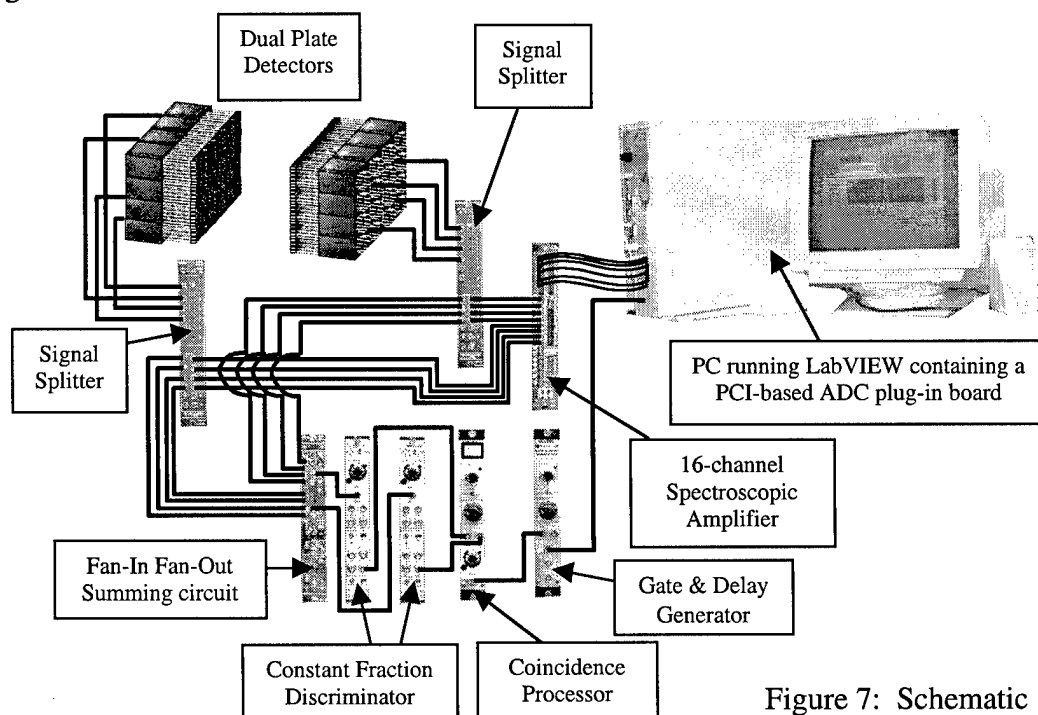 Dual Plate
Detectors
Signal
Splitter
Signal
Splitter
PC running LabVIEW containing a
PCI-based ADC plug-in board
16-channel
Spectroscopic
Amplifier
Fan-In Fan-Out
Summing circuit
Gate & Delay
Generator
Constant Fraction
Discriminator
Coincidence
Processor
Figure 7: Schematic